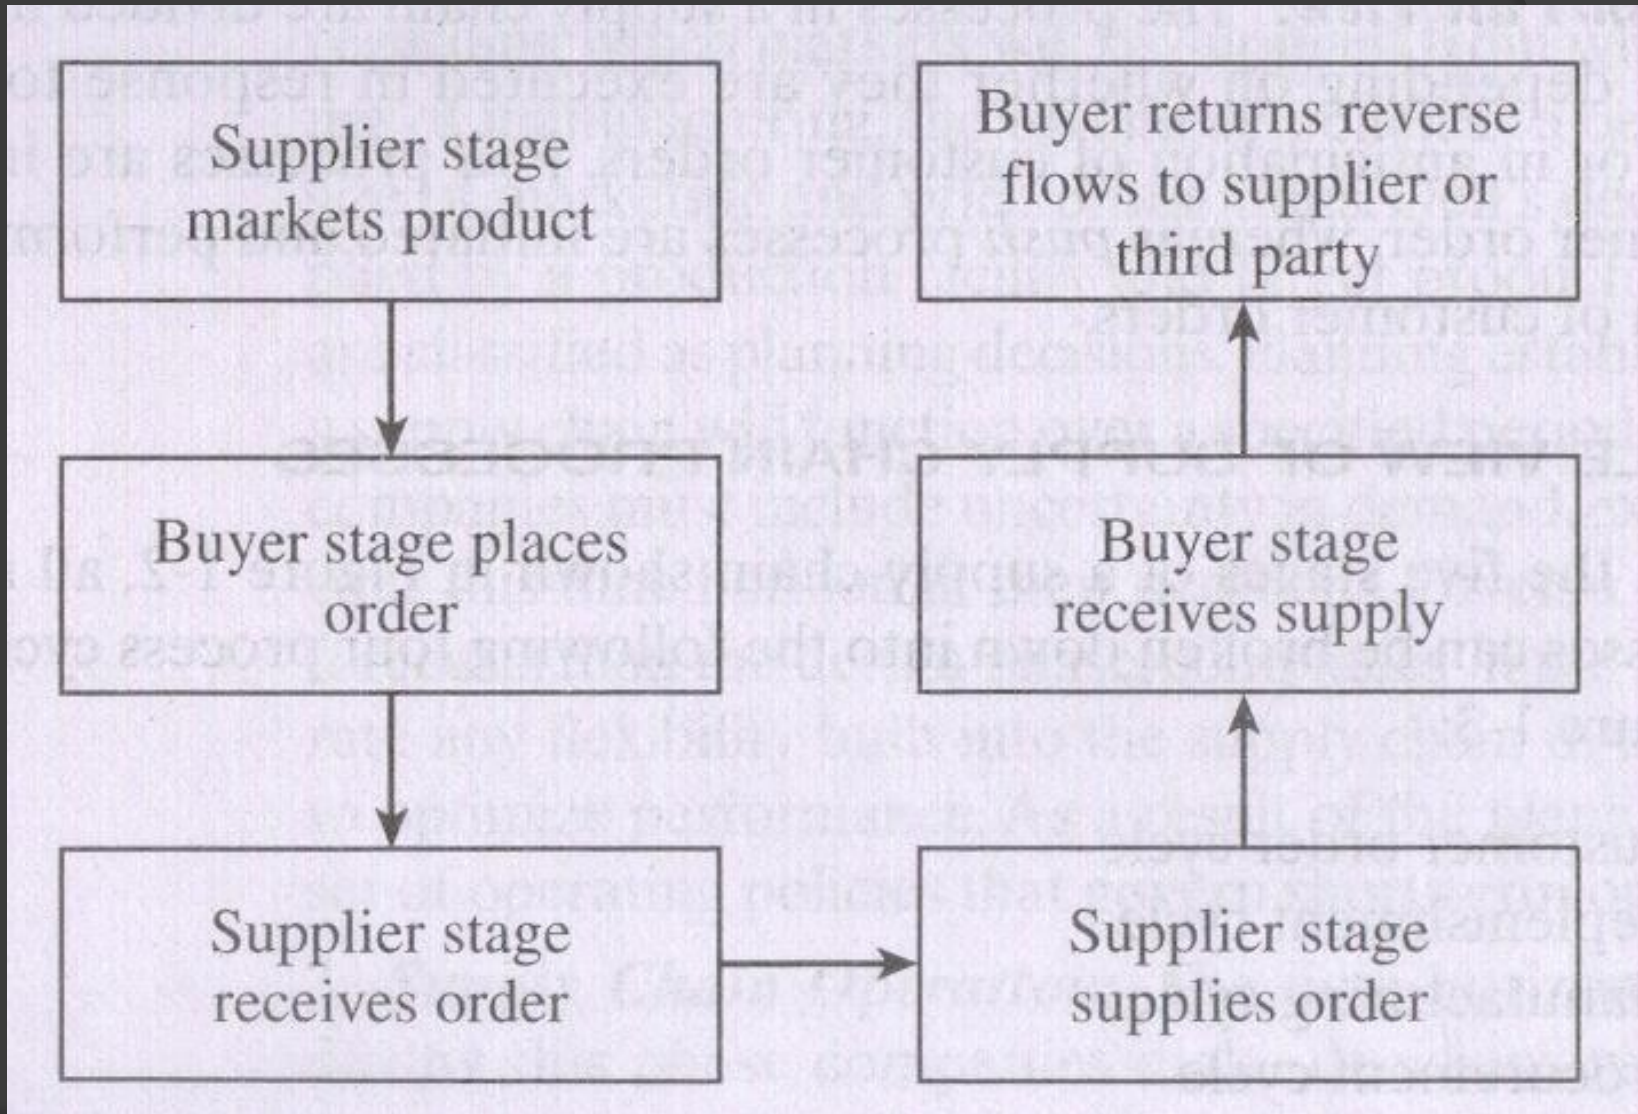 Supplier stage
markets product
Buyer stage places
order
Supplier stage
receives order
Supplier stage
supplies order
Buyer stage
receives supply
Buyer returns reverse
flows to supplier or
third party